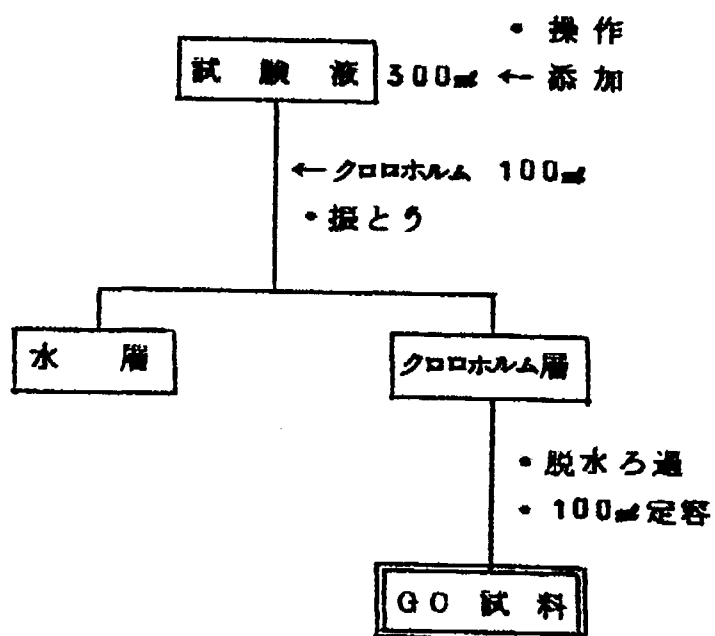 ・操作
試験液 300㎖ ←添加
←クロロホルム 100㎖
・振とう
水層
クロロホルム層
・脱水ろ過
・100㎖定容
GC 試料